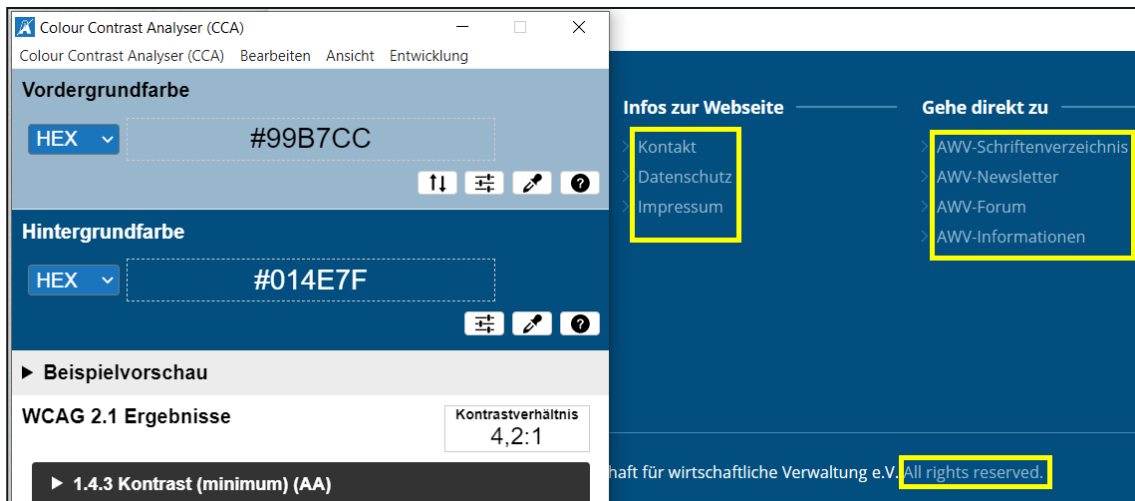 Colour Contrast Analyser (CCA)
Colour Contrast Analyser (CCA) Bearbeiten Ansicht Entwicklung
Vordergrundfarbe
HEX #99B7CC
Hintergrundfarbe
HEX #014E7F
Beispielvorschau
WCAG 2.1 Ergebnisse
Kontrastverhältnis
4,2:1
1.4.3 Kontrast (minimum) (AA)
Infos zur Webseite
Kontakt
Datenschutz
Impressum
Gehe direkt zu
AWV-Schriftenverzeichnis
AWV-Newsletter
AWV-Forum
AWV-Informationen
haft für wirtschaftliche Verwaltung e.V. All rights reserved.